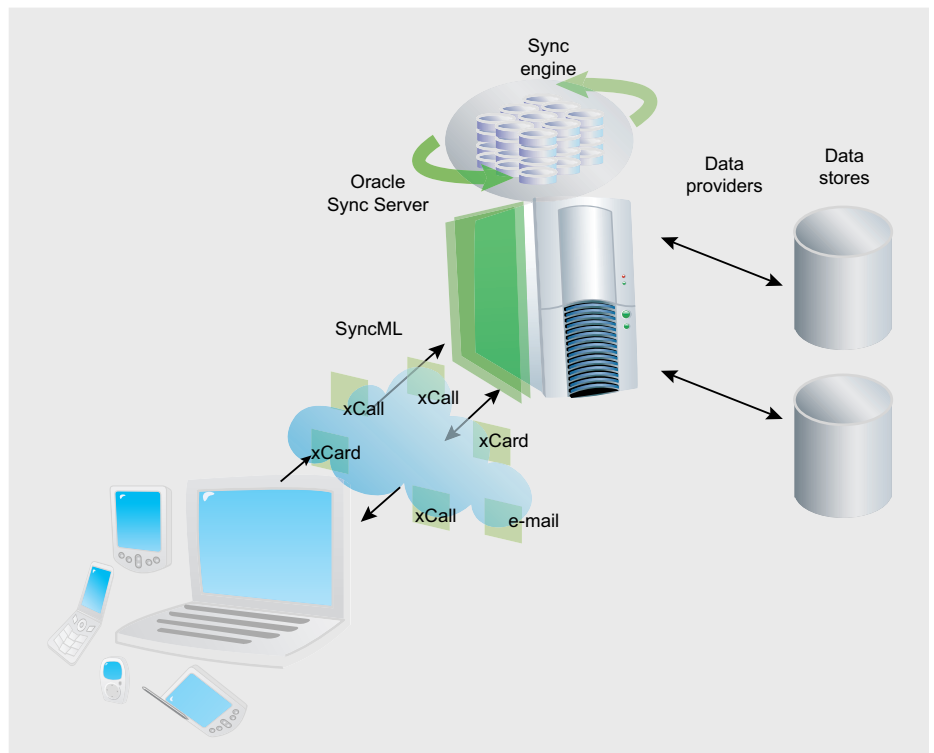 Sync
engine
Oracle
Sync Server
Data
providers
Data
stores
SyncML
xCall
xCall
xCard
xCard
xCall
e-mail